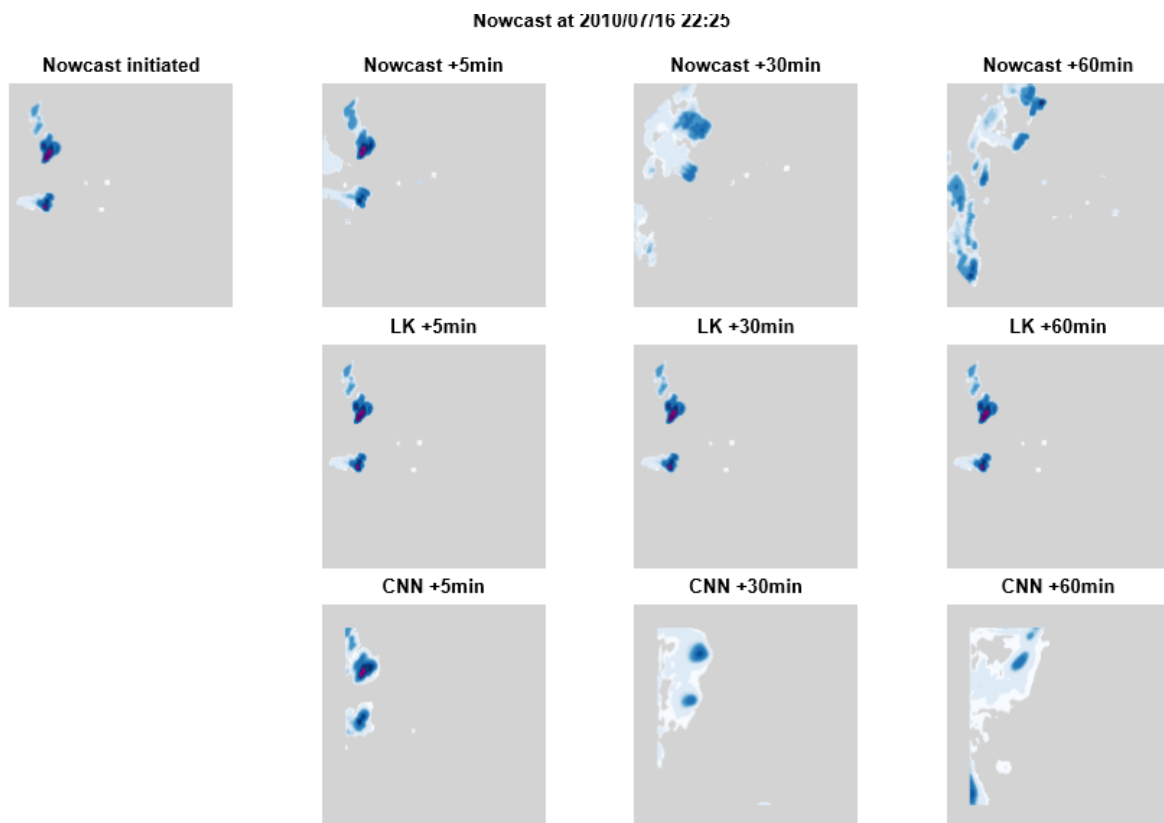 Nowcast at 2010/07/16 22:25
Nowcast initiated
Nowcast +5min
Nowcast +30min
Nowcast +60min
LK +5min
LK +30min
LK +60min
CNN +5min
CNN +30min
CNN +60min